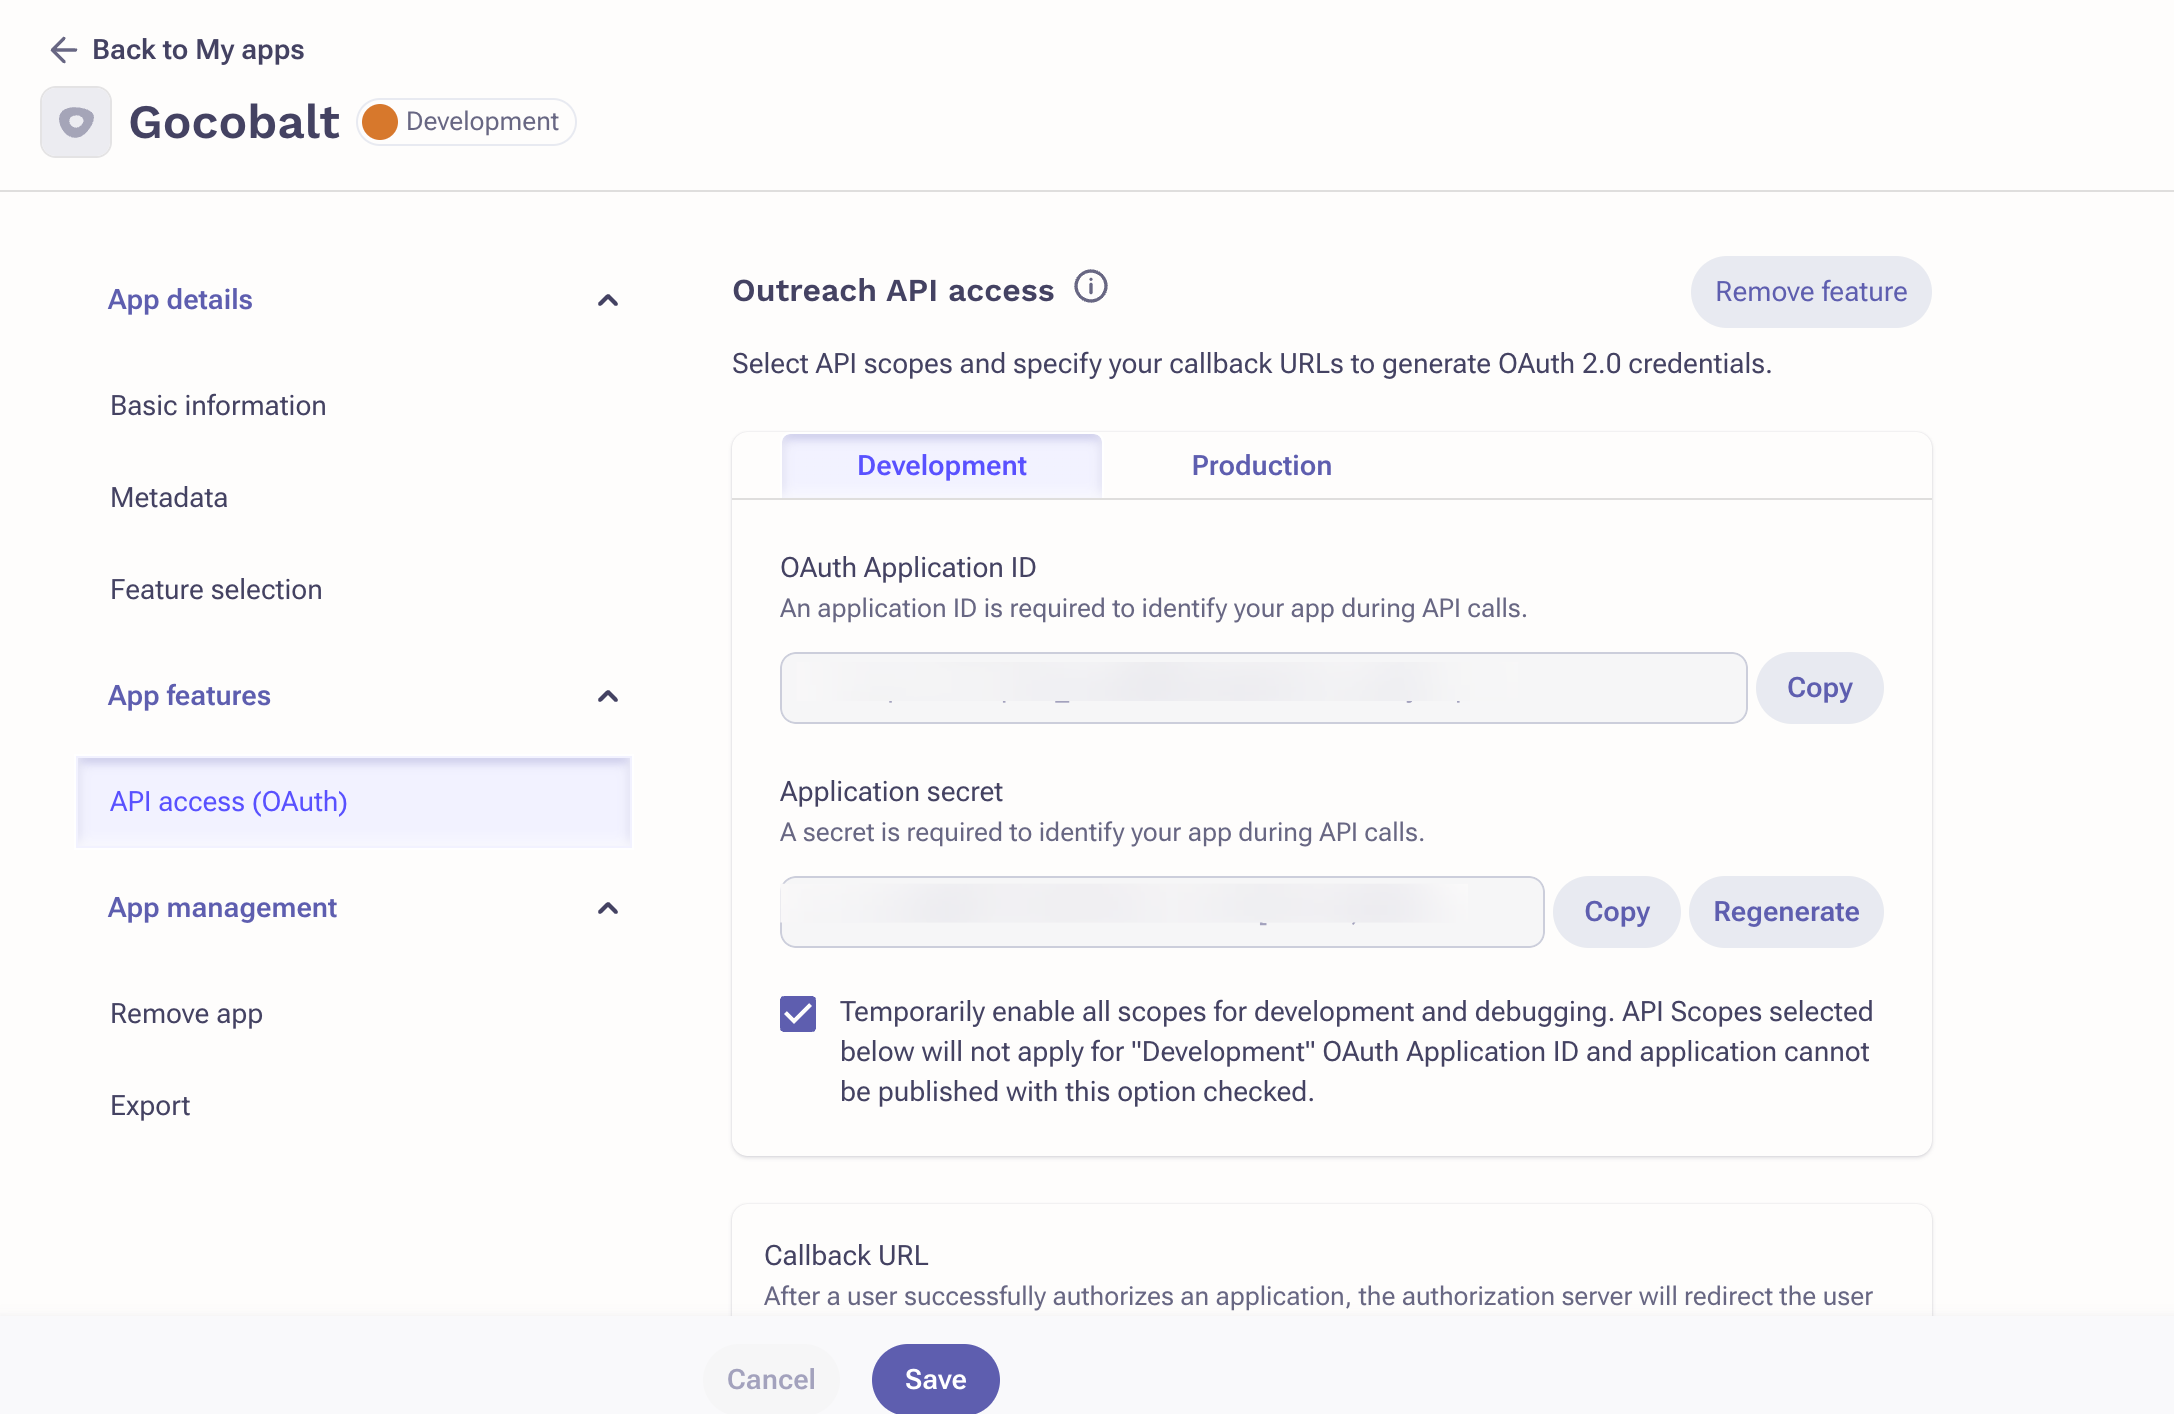 Back to My apps
Gocobalt
Development
App details
Basic information
Metadata
Feature selection
App features
API access (OAuth)
App management
Remove app
Export
Outreach API access
Remove feature
Select API scopes and specify your callback URLs to generate OAuth 2.0 credentials.
Development
Production
OAuth Application ID
An application ID is required to identify your app during API calls.
Copy
Application secret
A secret is required to identify your app during API calls.
Copy
Regenerate
Temporarily enable all scopes for development and debugging. API Scopes selected
below will not apply for "Development" OAuth Application ID and application cannot
be published with this option checked.
Callback URL
After a user successfully authorizes an application, the authorization server will redirect the user
Cancel
Save